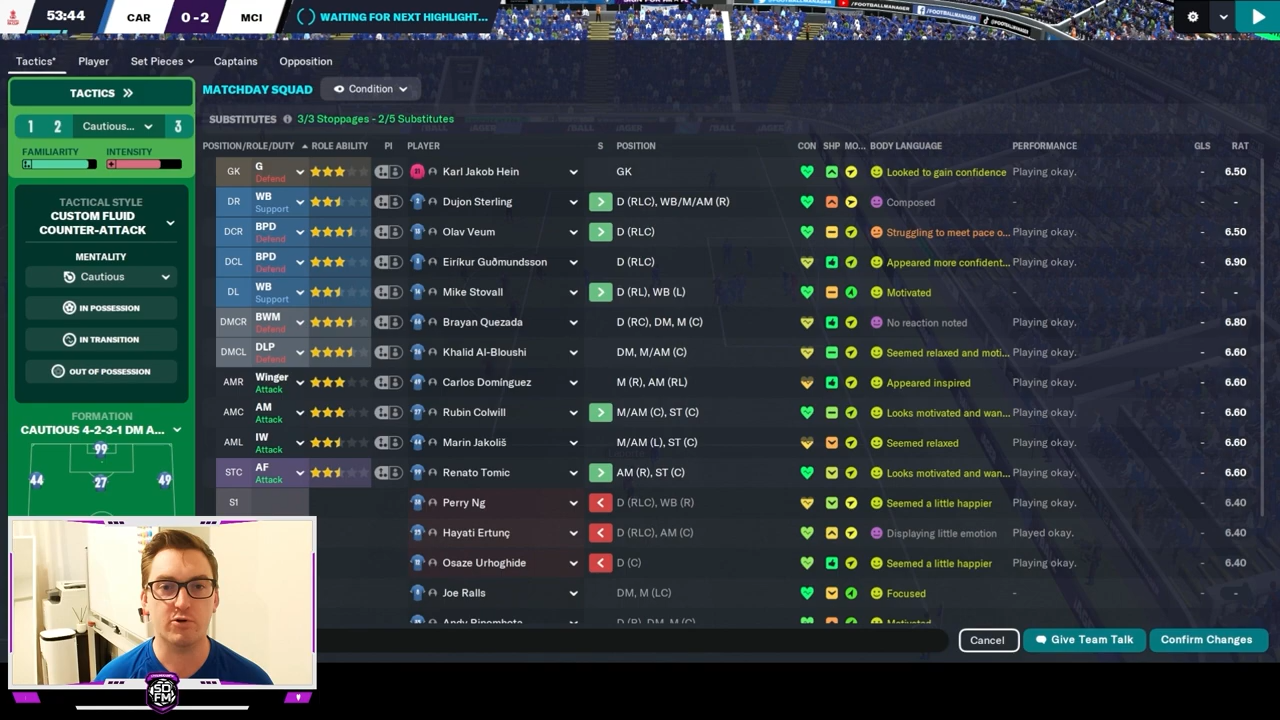 53:44 CAR 0-2 MCI WAITING FOR NEXT HIGHLIGHT...
Tactics* Player Set Pieces Captains Opposition
TACTICS
1 2 Cautious... 3
FAMILIARITY INTENSITY
TACTICAL STYLE
CUSTOM FLUID
COUNTER-ATTACK
MENTALITY
Cautious
IN POSSESSION
IN TRANSITION
OUT OF POSSESSION
FORMATION
CAUTIOUS 4-2-3-1 DM A...
99
44 27 49
MATCHDAY SQUAD Condition
SUBSTITUTES 3/3 Stoppages - 2/5 Substitutes
POSITION/ROLE/DUTY ROLE ABILITY PI PLAYER S POSITION CON SHP MO... BODY LANGUAGE PERFORMANCE GLS RAT
GK G Defend Karl Jakob Hein GK Looked to gain confidence Playing okay. - 6.50
DR WB Support Dujon Sterling D (RLC), WB/M/AM (R) Composed - - -
DCR BPD Defend Olav Veum D (RLC) Struggling to meet pace o... Playing okay. - 6.50
DCL BPD Defend Eiríkur Guðmundsson D (RLC) Appeared more confident... Playing okay. - 6.90
DL WB Support Mike Stovall D (RL), WB (L) Motivated - - -
DMCR BWM Defend Brayan Quezada D (RC), DM, M (C) No reaction noted Playing okay. - 6.80
DMCL DLP Defend Khalid Al-Bloushi DM, M/AM (C) Seemed relaxed and moti... Playing okay. - 6.60
AMR Winger Attack Carlos Domínguez M (R), AM (RL) Appeared inspired Playing okay. - 6.60
AMC AM Attack Rubin Colwill M/AM (C), ST (C) Looks motivated and wan... Playing okay. - 6.60
AML IW Attack Marin Jakoliš M/AM (L), ST (C) Seemed relaxed Playing okay. - 6.60
STC AF Attack Renato Tomic AM (R), ST (C) Looks motivated and wan... Playing okay. - 6.60
S1 Perry Ng D (RLC), WB (R) Seemed a little happier Playing okay. - 6.40
Hayati Ertunç D (RLC), AM (C) Displaying little emotion Played okay. - 6.40
Osaze Urhoghide D (C) Seemed a little happier Playing okay. - 6.40
Joe Ralls DM, M (LC) Focused - - -
Andy Rinomhota D (R), DM, M (C) Motivated
Cancel Give Team Talk Confirm Changes
SDFM